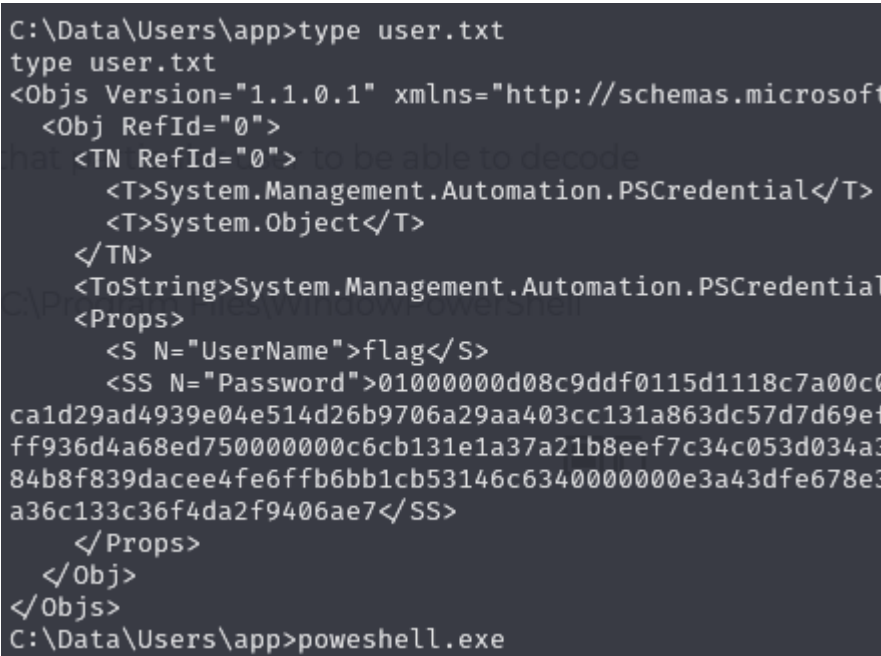 C:\Data\Users\app>type user.txt
type user.txt
<Objs Version="1.1.0.1" xmlns="http://schemas.microsoft
<Obj RefId="0">
<TN RefId="0">
<T>System.Management.Automation.PSCredential</T>
<T>System.Object</T>
</TN>
<ToString>System.Management.Automation.PSCredential
<Props>
<S N="UserName">flag</S>
<SS N="Password">01000000d08c9ddf0115d1118c7a00c0
ca1d29ad4939e04e514d26b9706a29aa403cc131a863dc57d7d69ef
ff936d4a68ed750000000c6cb131e1a37a21b8eef7c34c053d034a3
84b8f839dacee4fe6ffb6bb1cb53146c6340000000e3a43dfe678e3
a36c133c36f4da2f9406ae7</SS>
</Props>
</Obj>
</Objs>
C:\Data\Users\app>poweshell.exe